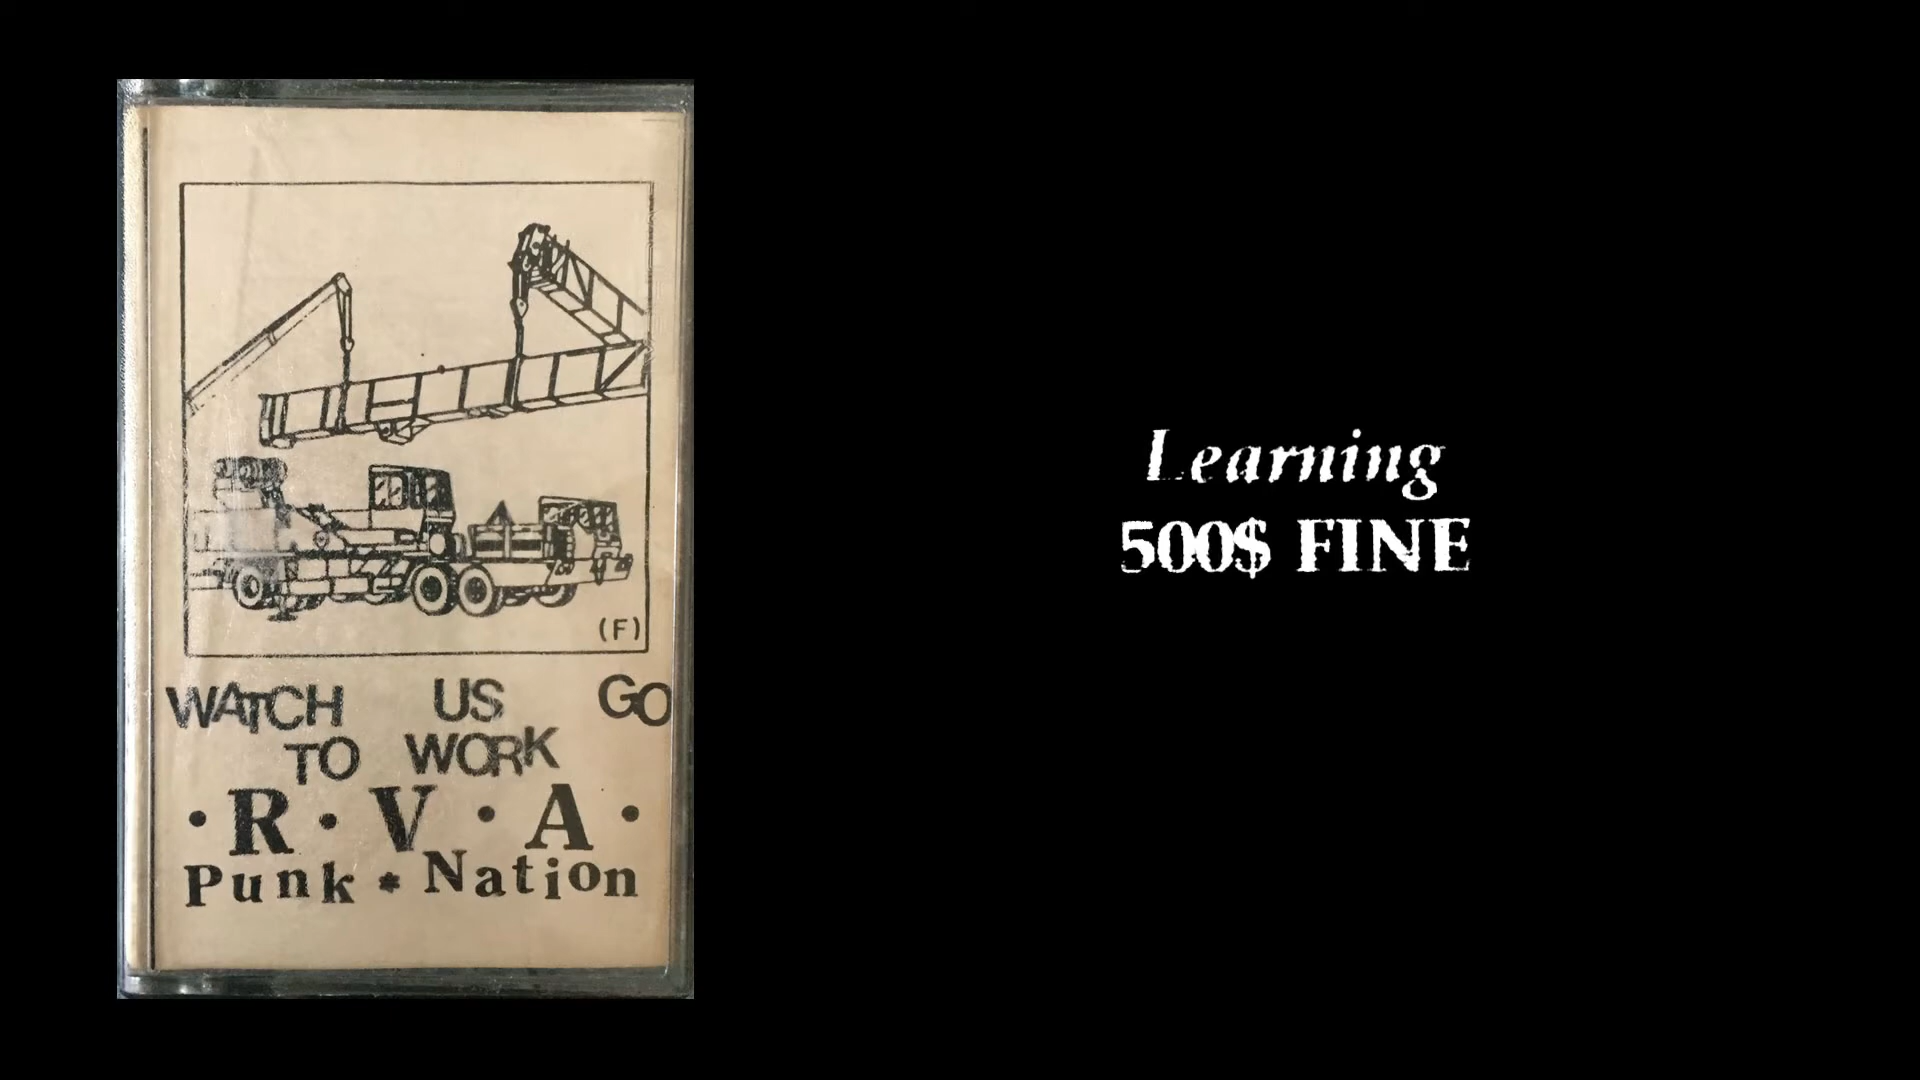 (F)
WATCH US GO
TO WORK
• R • V • A •
Punk * Nation
Learning
500$ FINE